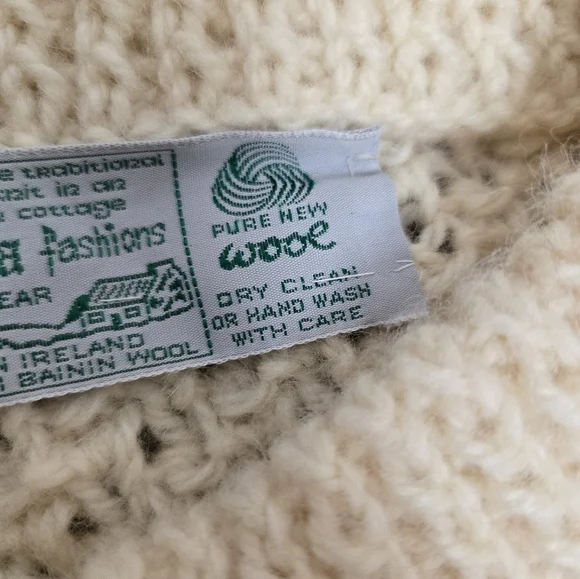 traditional
knit in an
cottage
fashions
EAR
IRELAND
BAININ WOOL
PURE NEW
WOOL
DRY CLEAN
OR HAND WASH
WITH CARE